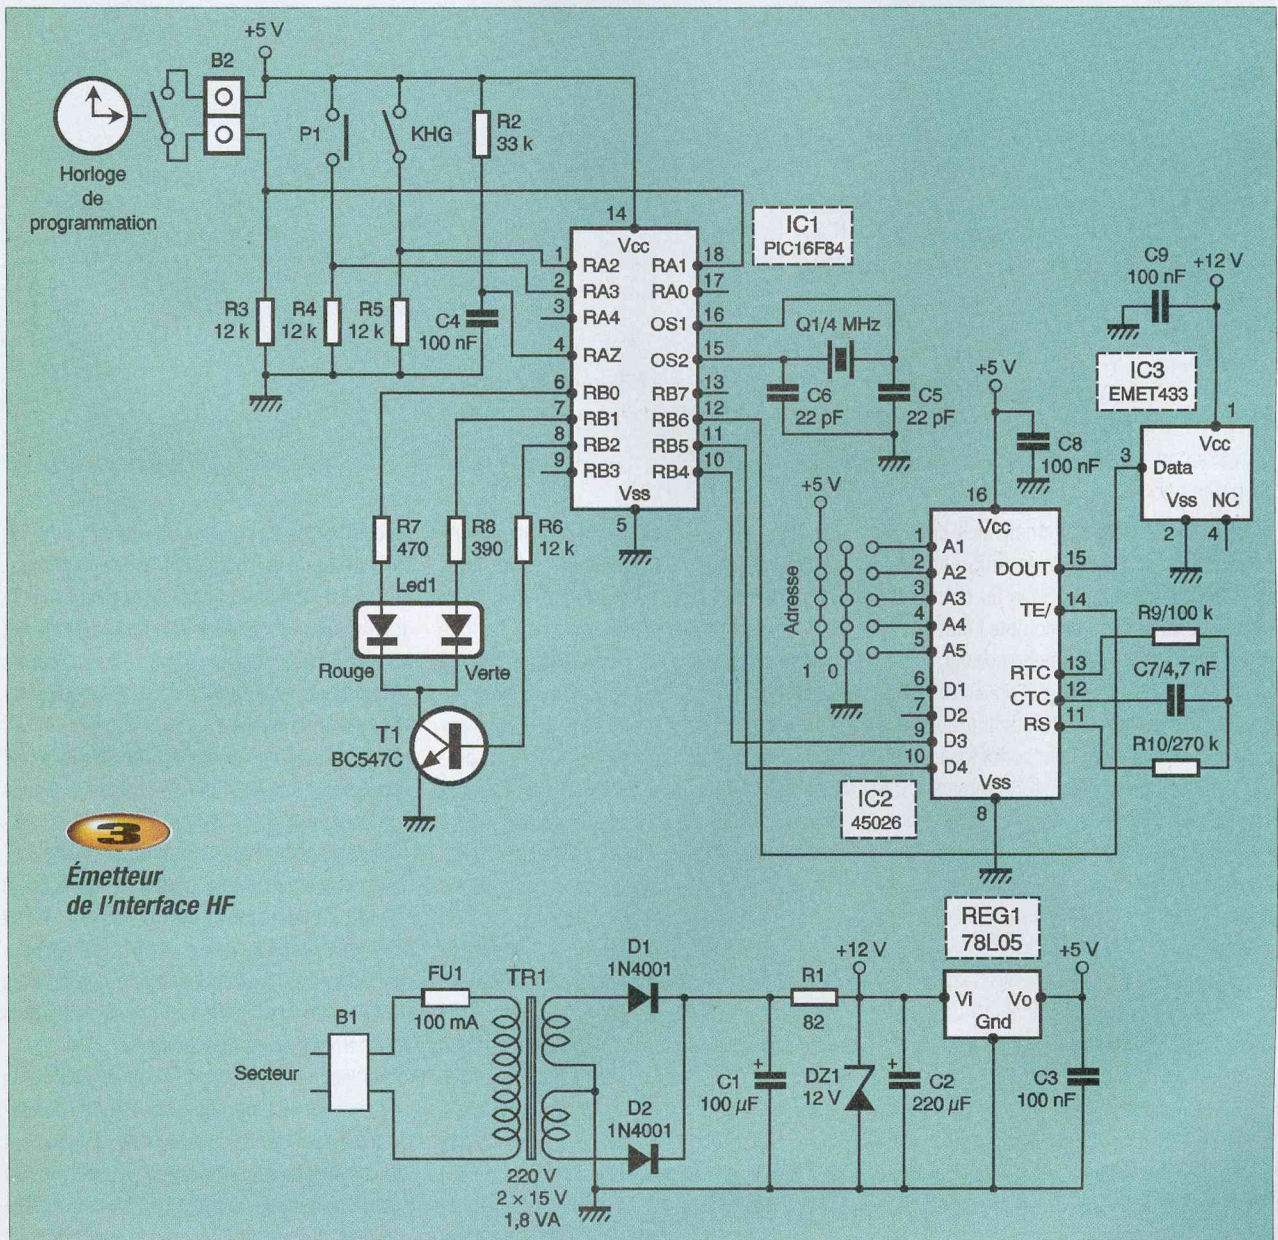 +5 V
B2
P1
KHG
R2
33 k
Horloge
de
programmation
14
IC1
PIC16F84
Vcc
1
RA2
RA1
18
2
RA3
RA0
17
3
RA4
OS1
16
4
RAZ
OS2
15
6
RB0
RB7
13
7
RB1
RB6
12
8
RB2
RB5
11
9
RB3
RB4
10
Vss
5
R3
12 k
R4
12 k
R5
12 k
C4
100 nF
Q1/4 MHz
C6
22 pF
C5
22 pF
C9
100 nF
+12 V
IC3
EMET433
1
Vcc
3
Data
Vss
NC
2
4
+5 V
C8
100 nF
16
+5 V
Adresse
1
0
Vcc
1
A1
2
A2
3
A3
4
A4
5
A5
6
D1
7
D2
9
D3
10
D4
DOUT
15
TE/
14
RTC
13
CTC
12
RS
11
Vss
8
R9/100 k
C7/4,7 nF
R10/270 k
IC2
45026
R7
470
R8
390
R6
12 k
Led1
Rouge
Verte
T1
BC547C
3
Émetteur
de l'nterface HF
REG1
78L05
D1
1N4001
+12 V
+5 V
FU1
100 mA
TR1
R1
82
Vi
Vo
Gnd
B1
Secteur
C1
100 µF
+
DZ1
12 V
+
C2
220 µF
C3
100 nF
D2
1N4001
220 V
2 × 15 V
1,8 VA